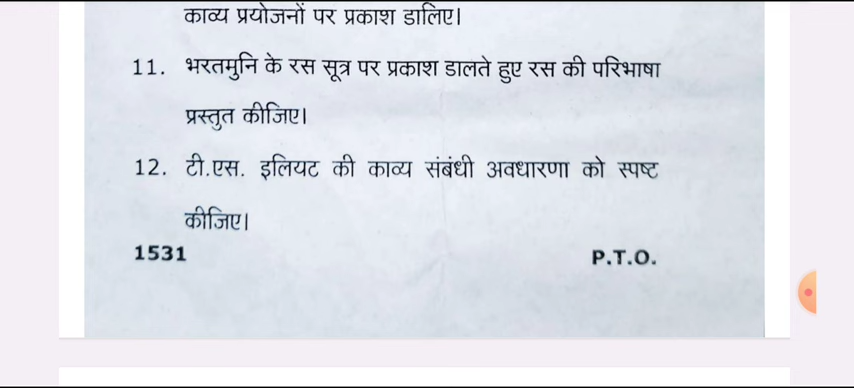 काव्य प्रयोजनों पर प्रकाश डालिए।
11. भरतमुनि के रस सूत्र पर प्रकाश डालते हुए रस की परिभाषा
प्रस्तुत कीजिए।
12. टी.एस. इलियट की काव्य संबंधी अवधारणा को स्पष्ट
कीजिए।
1531 P.T.O.